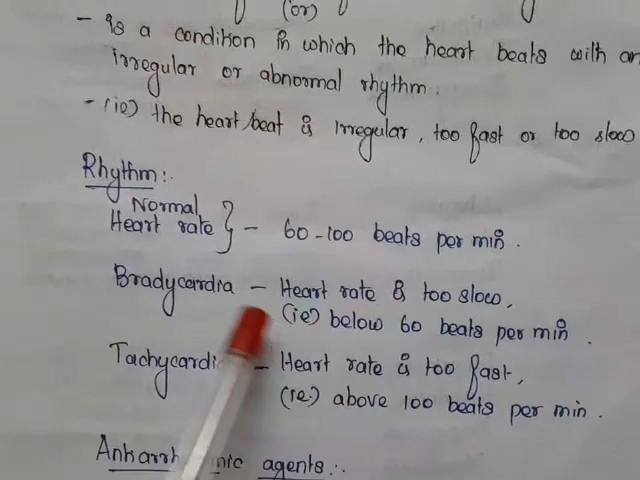 (or)
- is a condition in which the heart beats with an
irregular or abnormal rhythm.
- (ie) the heart beat is irregular, too fast or too slow
Rhythm:-
Normal
Heart rate } - 60-100 beats per min.
Bradycardia - Heart rate is too slow,
(ie) below 60 beats per min.
Tachycardi - Heart rate is too fast,
(ie.) above 100 beats per min.
agents:-